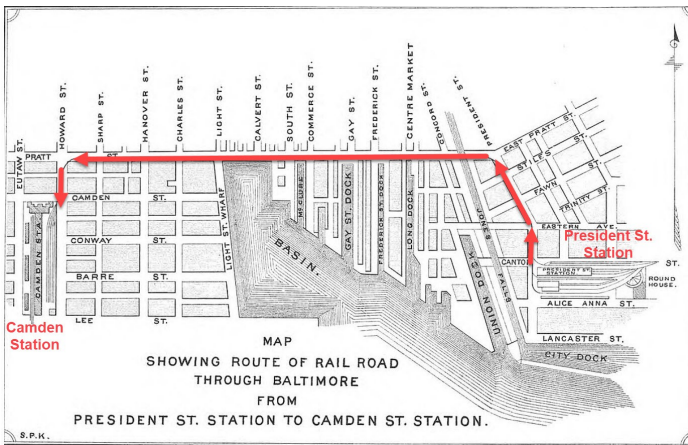 EUTAW ST.
HOWARD ST.
SHARP ST.
HANOVER ST.
CHARLES ST.
LIGHT ST.
CALVERT ST.
SOUTH ST.
COMMERCE ST.
GAY ST.
FREDERICK ST.
CENTRE MARKET
CONCORD ST.
PRESIDENT ST.
PRATT ST.
EAST PRATT ST.
STILES ST.
FAWN ST.
TRINITY ST.
CAMDEN ST.
CONWAY ST.
BARRE ST.
LEE ST.
CAMDEN STA.
LIGHT ST. WHARF
BASIN.
McCLURE
GAY ST. DOCK
FREDERICK ST. DOCK
LONG DOCK
UNION DOCK
JONES FALLS
EASTERN AVE.
President St.
Station
CANTON ST.
PRESIDENT ST.
STATION
ROUND
HOUSE.
ALICE ANNA ST.
LANCASTER ST.
CITY DOCK
Camden
Station
MAP
SHOWING ROUTE OF RAIL ROAD
THROUGH BALTIMORE
FROM
PRESIDENT ST. STATION TO CAMDEN ST. STATION.
S.P.K.